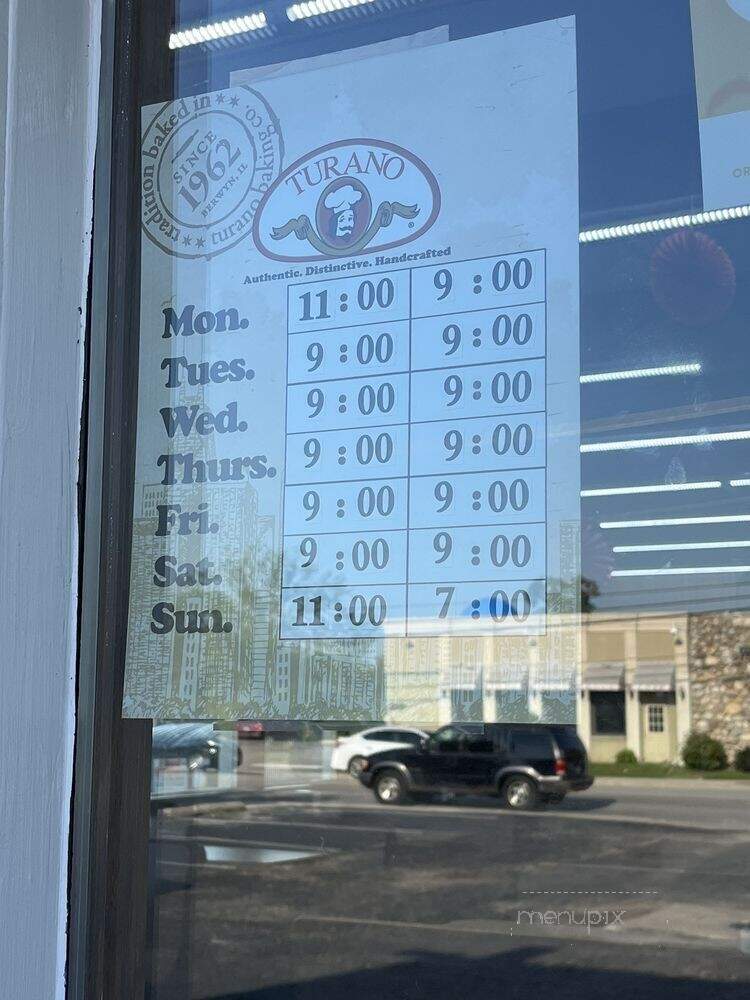 tradition baked in ★★ turano baking co. ★★
SINCE
1962
BERWYN, IL
TURANO
®
Authentic. Distinctive. Handcrafted
Mon. 11:00 9:00
Tues. 9:00 9:00
Wed. 9:00 9:00
Thurs. 9:00 9:00
Fri. 9:00 9:00
Sat. 9:00 9:00
Sun. 11:00 7:00
OR
menupix